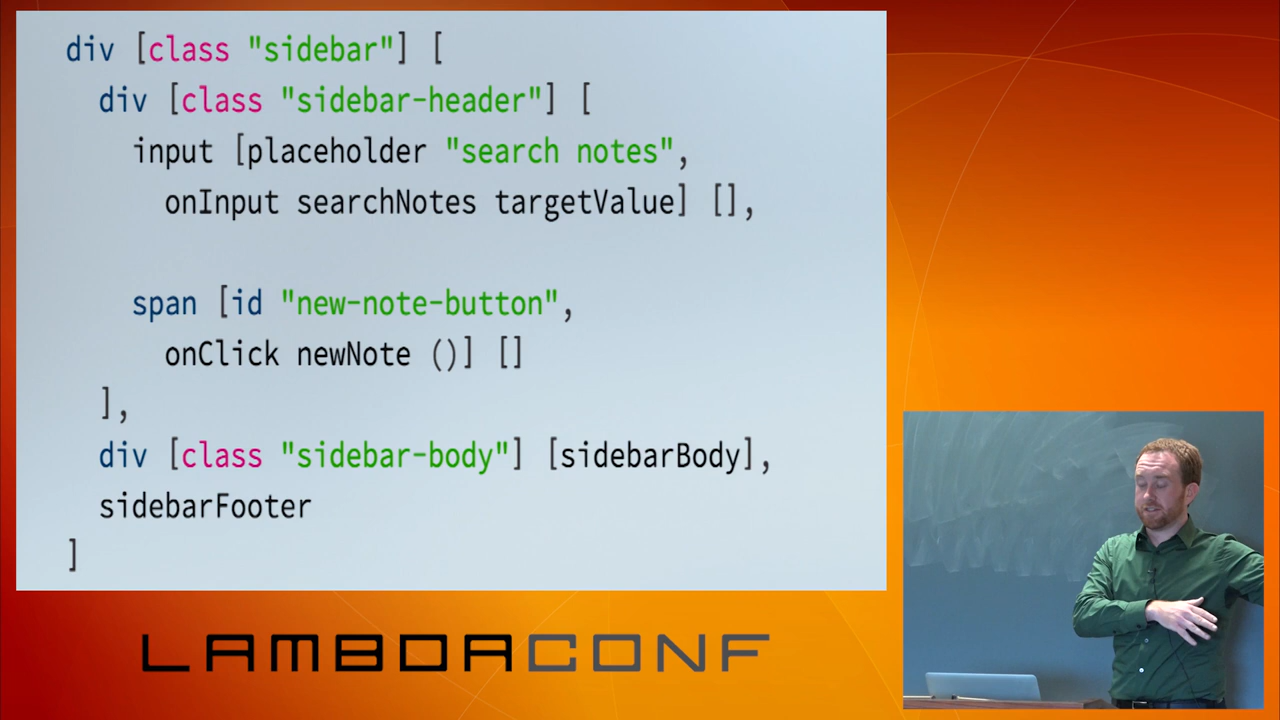 div [class "sidebar"] [
div [class "sidebar-header"] [
input [placeholder "search notes",
onInput searchNotes targetValue] [],
span [id "new-note-button",
onClick newNote ()] []
],
div [class "sidebar-body"] [sidebarBody],
sidebarFooter
]
LAMBDACONF